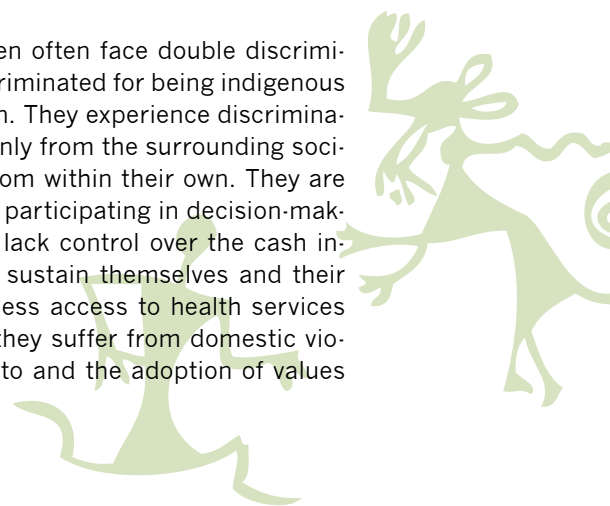 en often face double discrimi-
riminated for being indigenous
n. They experience discrimina-
nly from the surrounding soci-
om within their own. They are
participating in decision-mak-
lack control over the cash in-
sustain themselves and their
ess access to health services
they suffer from domestic vio-
to and the adoption of values